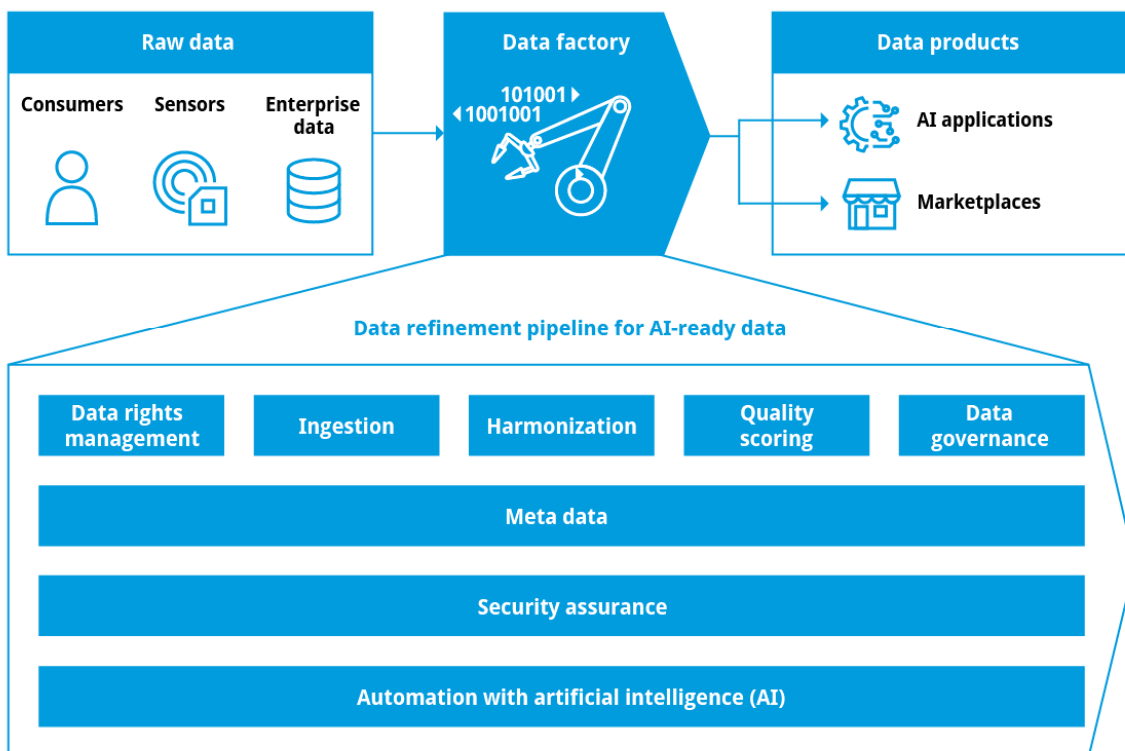 Raw data
Data factory
Data products
Consumers
Sensors
Enterprise
data
101001
1001001
AI applications
Marketplaces
Data refinement pipeline for AI-ready data
Data rights
management
Ingestion
Harmonization
Quality
scoring
Data
governance
Meta data
Security assurance
Automation with artificial intelligence (AI)